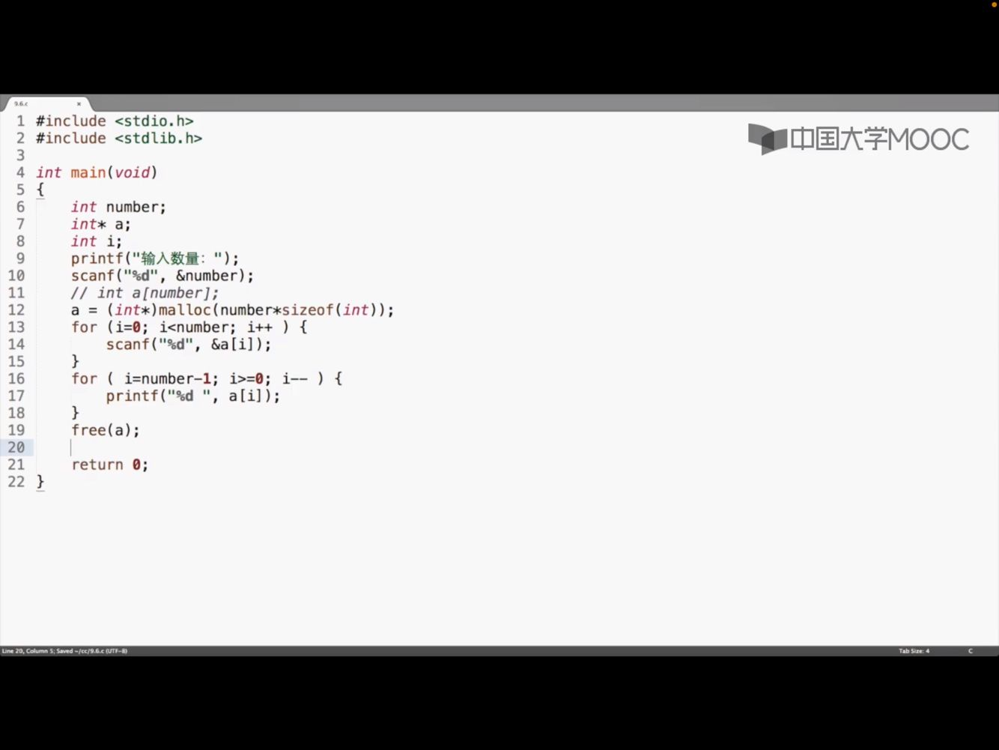 9.6.c ×
中国大学MOOC
1 #include <stdio.h>
2 #include <stdlib.h>
3
4 int main(void)
5 {
6     int number;
7     int* a;
8     int i;
9     printf("输入数量：");
10     scanf("%d", &number);
11     // int a[number];
12     a = (int*)malloc(number*sizeof(int));
13     for (i=0; i<number; i++ ) {
14         scanf("%d", &a[i]);
15     }
16     for ( i=number-1; i>=0; i-- ) {
17         printf("%d ", a[i]);
18     }
19     free(a);
20
21     return 0;
22 }
Line 20, Column 5; Saved ~/cc/9.6.c (UTF-8)
Tab Size: 4
C